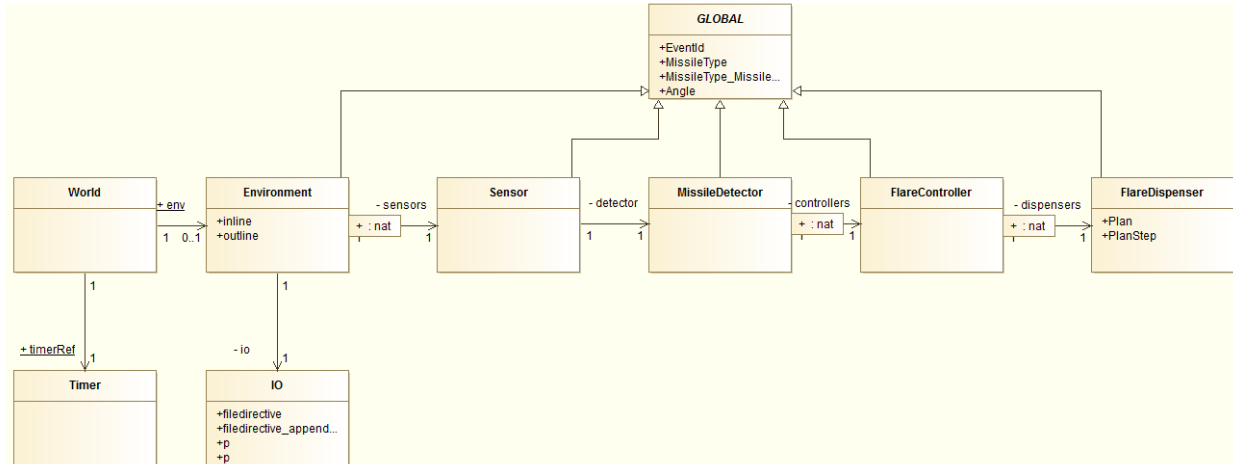 GLOBAL
+EventId
+MissileType
+MissileType_Missile...
+Angle
World
+ env
1
0..1
Environment
+inline
+outline
+ : nat
- sensors
1
Sensor
- detector
1
1
MissileDetector
+ : nat
- controllers
1
FlareController
+ : nat
- dispensers
1
FlareDispenser
+Plan
+PlanStep
1
+ timerRef
1
1
- io
1
Timer
IO
+filedirective
+filedirective_append...
+p
+p